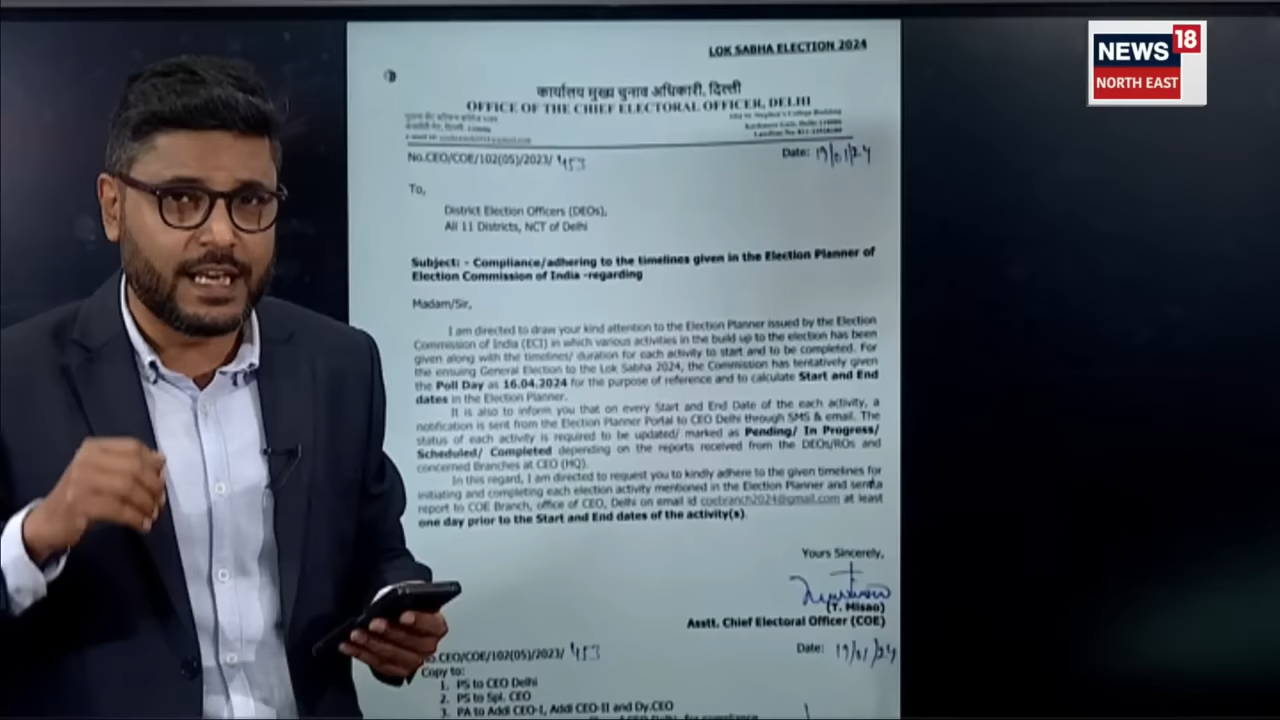 LOK SABHA ELECTION 2024
NEWS 18
NORTH EAST
कार्यालय मुख्य चुनाव अधिकारी, दिल्ली
OFFICE OF THE CHIEF ELECTORAL OFFICER, DELHI
No.CEO/COE/102(05)/2023/ 453
Date: 19/01/24
To,
District Election Officers (DEOs),
All 11 Districts, NCT of Delhi
Subject: - Compliance/adhering to the timelines given in the Election Planner of
Election Commission of India -regarding
Madam/Sir,
I am directed to draw your kind attention to the Election Planner issued by the Election
Commission of India (ECI) in which various activities in the build up to the election has been
given along with the timelines/ duration for each activity to start and to be completed. For
the ensuing General Election to the Lok Sabha 2024, the Commission has tentatively given
the Poll Day as 16.04.2024 for the purpose of reference and to calculate Start and End
dates in the Election Planner.
It is also to inform you that on every Start and End Date of the each activity, a
notification is sent from the Election Planner Portal to CEO Delhi through SMS & email. The
status of each activity is required to be updated/ marked as Pending/ In Progress/
Scheduled/ Completed depending on the reports received from the DEOs/ROs and
concerned Branches at CEO (HQ).
In this regard, I am directed to request you to kindly adhere to the given timelines for
initiating and completing each election activity mentioned in the Election Planner and send a
report to COE Branch, office of CEO, Delhi on email id coebranch2024@gmail.com at least
one day prior to the Start and End dates of the activity(s).
Yours Sincerely,
(T. Misao)
Asstt. Chief Electoral Officer (COE)
No.CEO/COE/102(05)/2023/ 453
Date: 19/01/24
Copy to:
1. PS to CEO Delhi
2. PS to Spl. CEO
3. PA to Addl CEO-I, Addl CEO-II and Dy.CEO